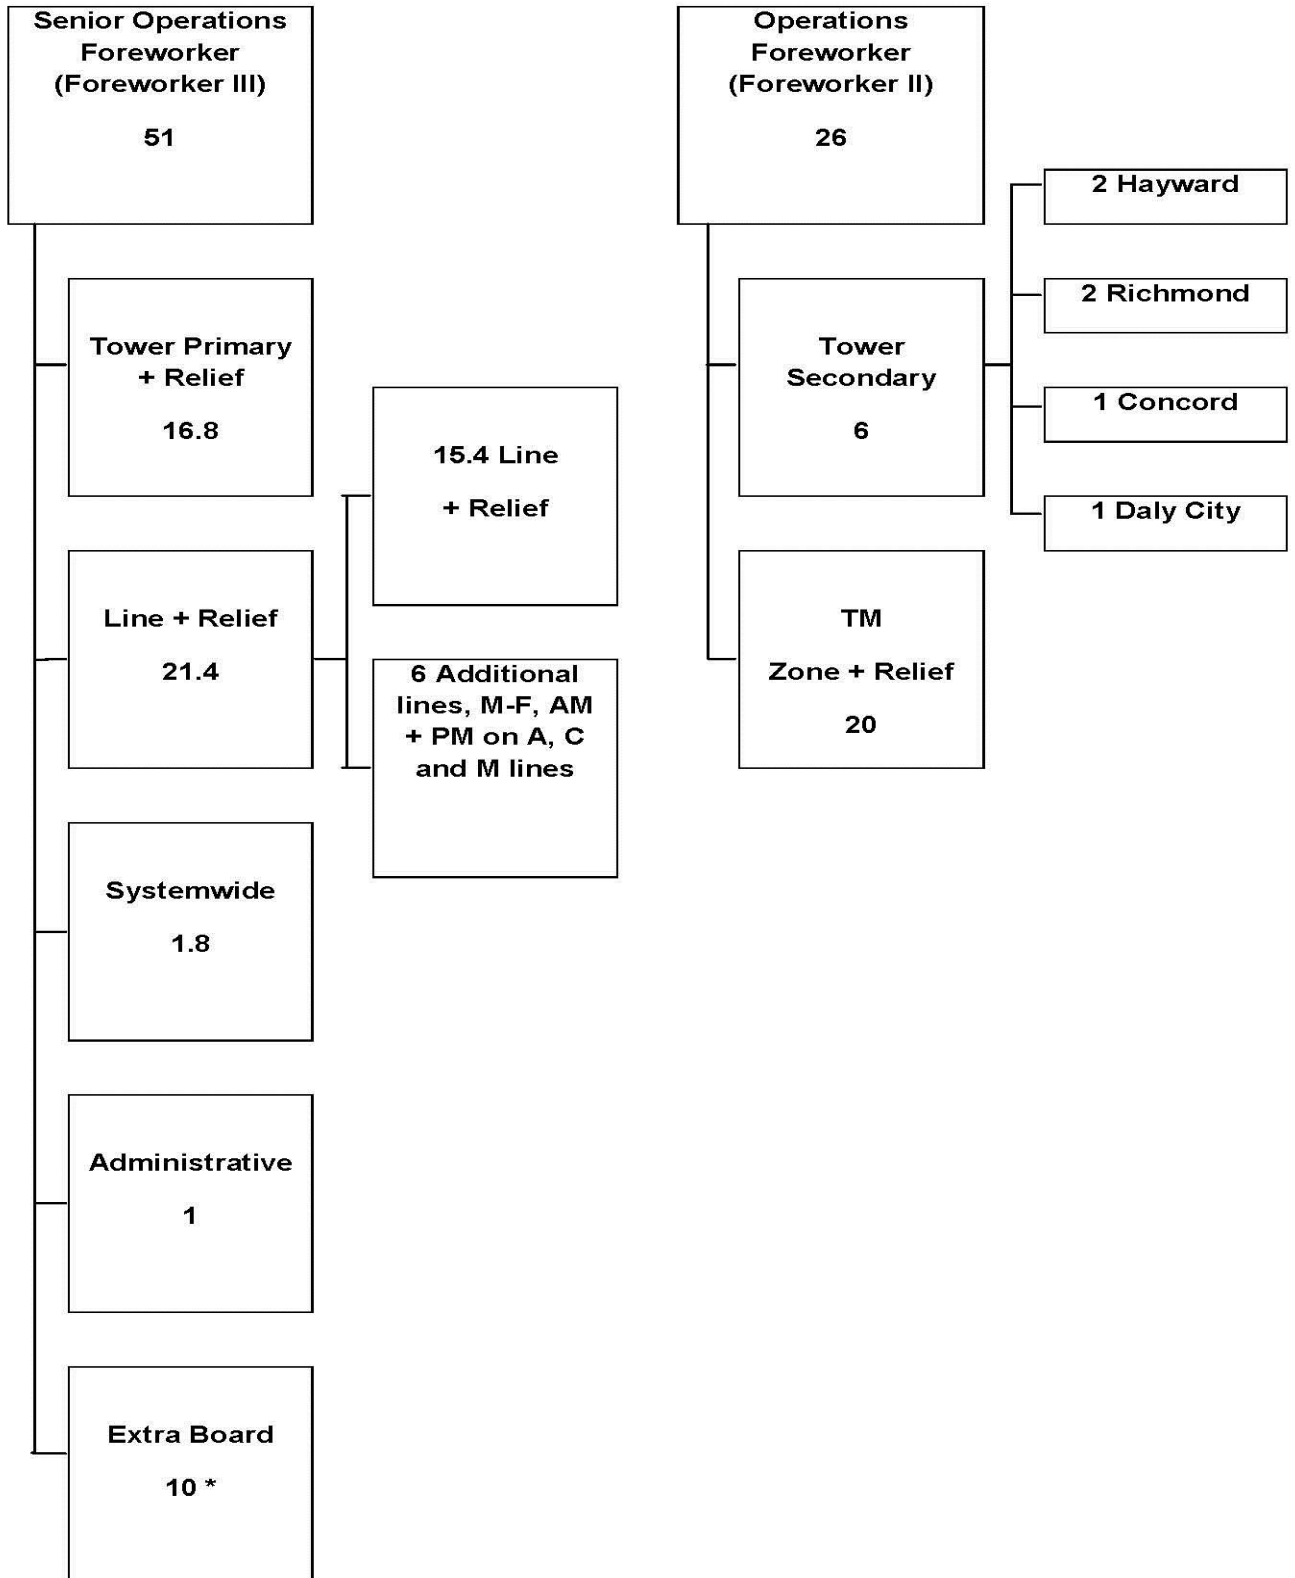 Senior Operations
Foreworker
(Foreworker III)
51
Tower Primary
+ Relief
16.8
Line + Relief
21.4
15.4 Line
+ Relief
6 Additional
lines, M-F, AM
+ PM on A, C
and M lines
Systemwide
1.8
Administrative
1
Extra Board
10 *
Operations
Foreworker
(Foreworker II)
26
Tower
Secondary
6
2 Hayward
2 Richmond
1 Concord
1 Daly City
TM
Zone + Relief
20